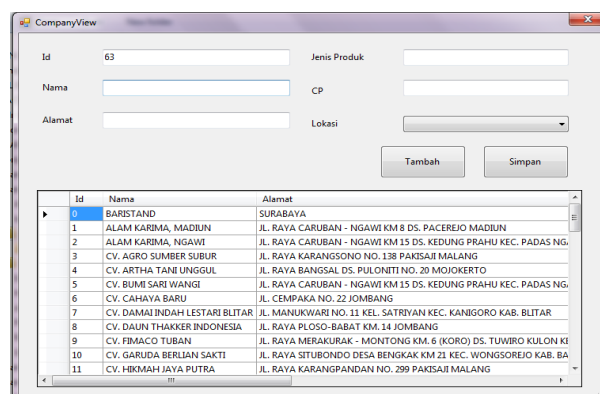 CompanyView
Id 63 Jenis Produk
Nama CP
Alamat Lokasi
Tambah Simpan
Id Nama Alamat
0 BARISTAND SURABAYA
1 ALAM KARIMA, MADIUN JL. RAYA CARUBAN - NGAWI KM 8 DS. PACEREJO MADIUN
2 ALAM KARIMA, NGAWI JL. RAYA CARUBAN - NGAWI KM 15 DS. KEDUNG PRAHU KEC. PADAS NG
3 CV. AGRO SUMBER SUBUR JL. RAYA KARANGSONO NO. 138 PAKISAJI MALANG
4 CV. ARTHA TANI UNGGUL JL. RAYA BANGSAL DS. PULONITI NO. 20 MOJOKERTO
5 CV. BUMI SARI WANGI JL. RAYA CARUBAN - NGAWI KM 15 DS. KEDUNG PRAHU KEC. PADAS NG
6 CV. CAHAYA BARU JL. CEMPAKA NO. 22 JOMBANG
7 CV. DAMAI INDAH LESTARI BLITAR JL. MANUKWARI NO. 11 KEL. SATRIYAN KEC. KANIGORO KAB. BLITAR
8 CV. DAUN THAKKER INDONESIA JL. RAYA PLOSO-BABAT KM. 14 JOMBANG
9 CV. FIMACO TUBAN JL. RAYA MERAKURAK - MONTONG KM. 6 (KORO) DS. TUWIRO KULON KE
10 CV. GARUDA BERLIAN SAKTI JL. RAYA SITUBONDO DESA BENGKAK KM 21 KEC. WONGSOREJO KAB. BA
11 CV. HIKMAH JAYA PUTRA JL. RAYA KARANGPANDAN NO. 299 PAKISAJI MALANG